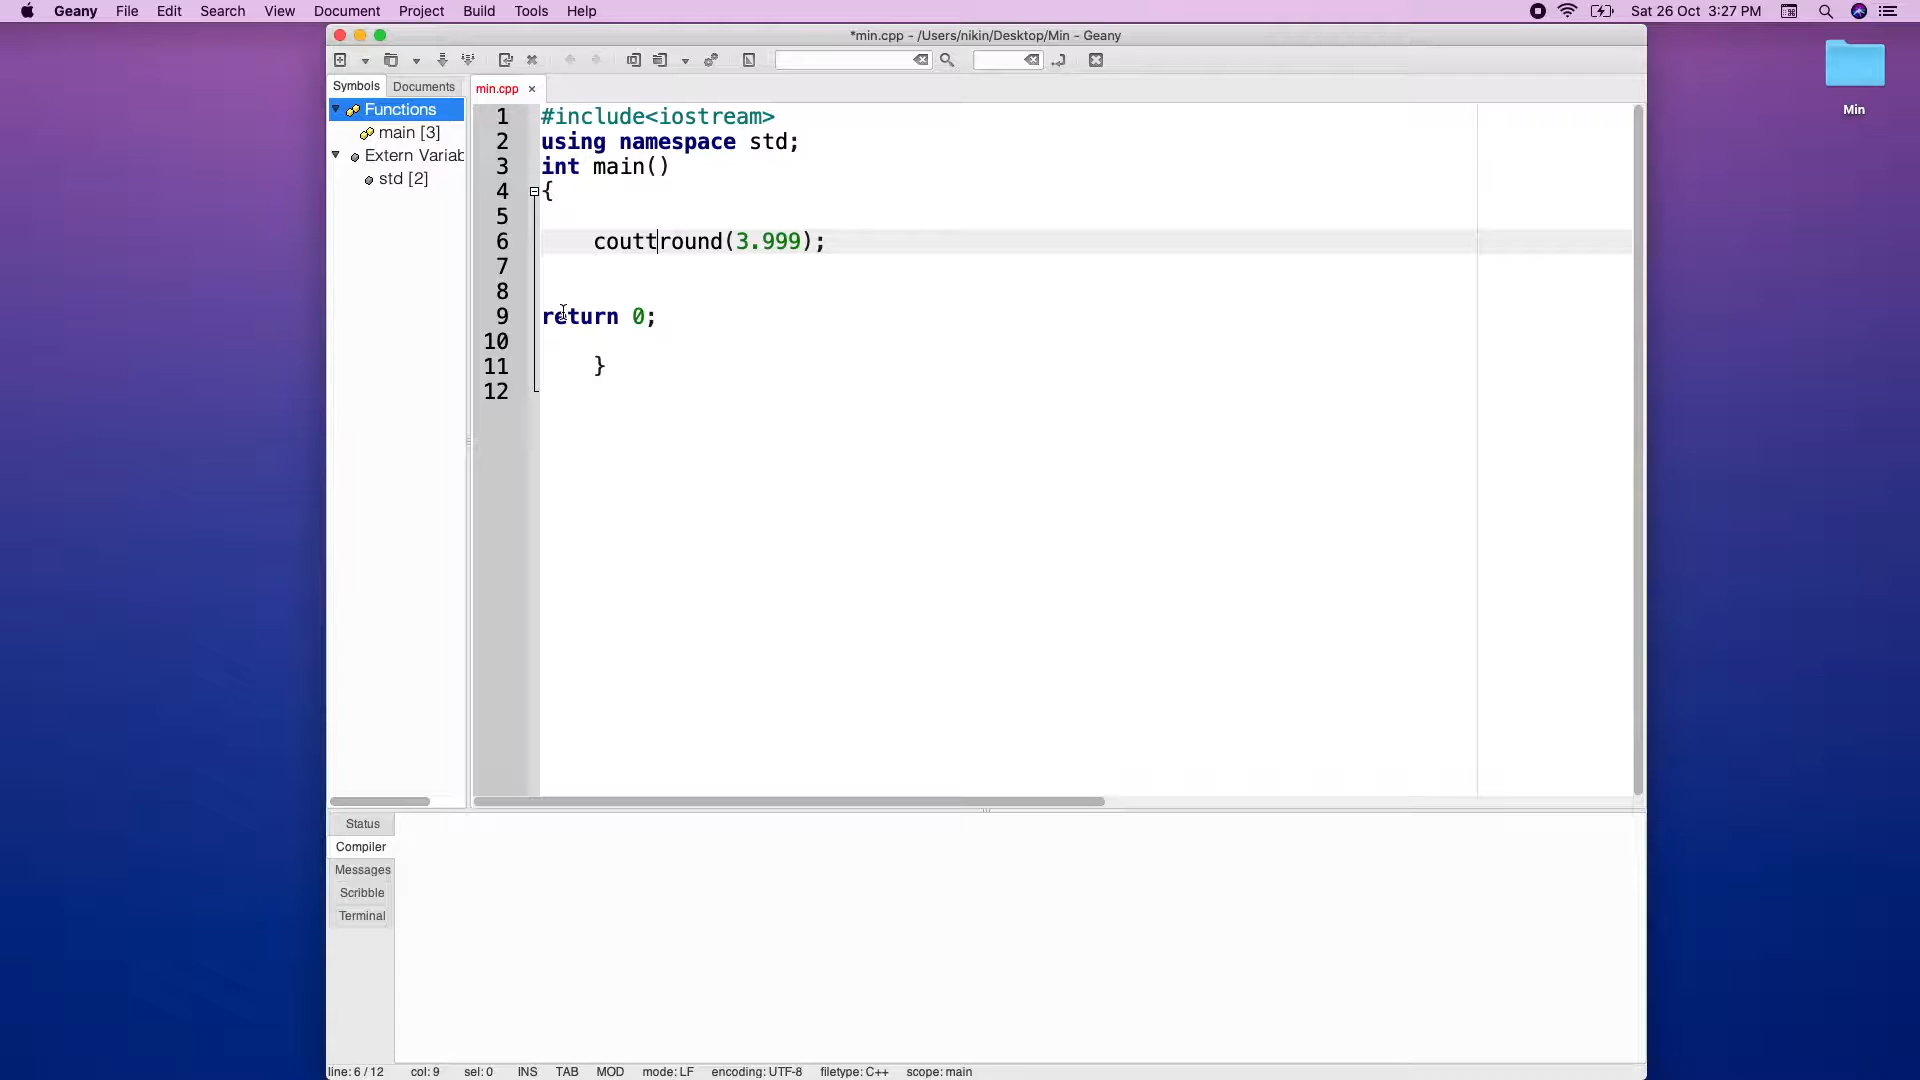 Geany File Edit Search View Document Project Build Tools Help Sat 26 Oct 3:27 PM
*min.cpp - /Users/nikin/Desktop/Min - Geany
Symbols Documents min.cpp
Functions
main [3]
Extern Variab
std [2]
1 #include<iostream>
2 using namespace std;
3 int main()
4 {
5
6 couttround(3.999);
7
8
9 return 0;
10
11 }
12
Min
Status
Compiler
Messages
Scribble
Terminal
line: 6 / 12 col: 9 sel: 0 INS TAB MOD mode: LF encoding: UTF-8 filetype: C++ scope: main